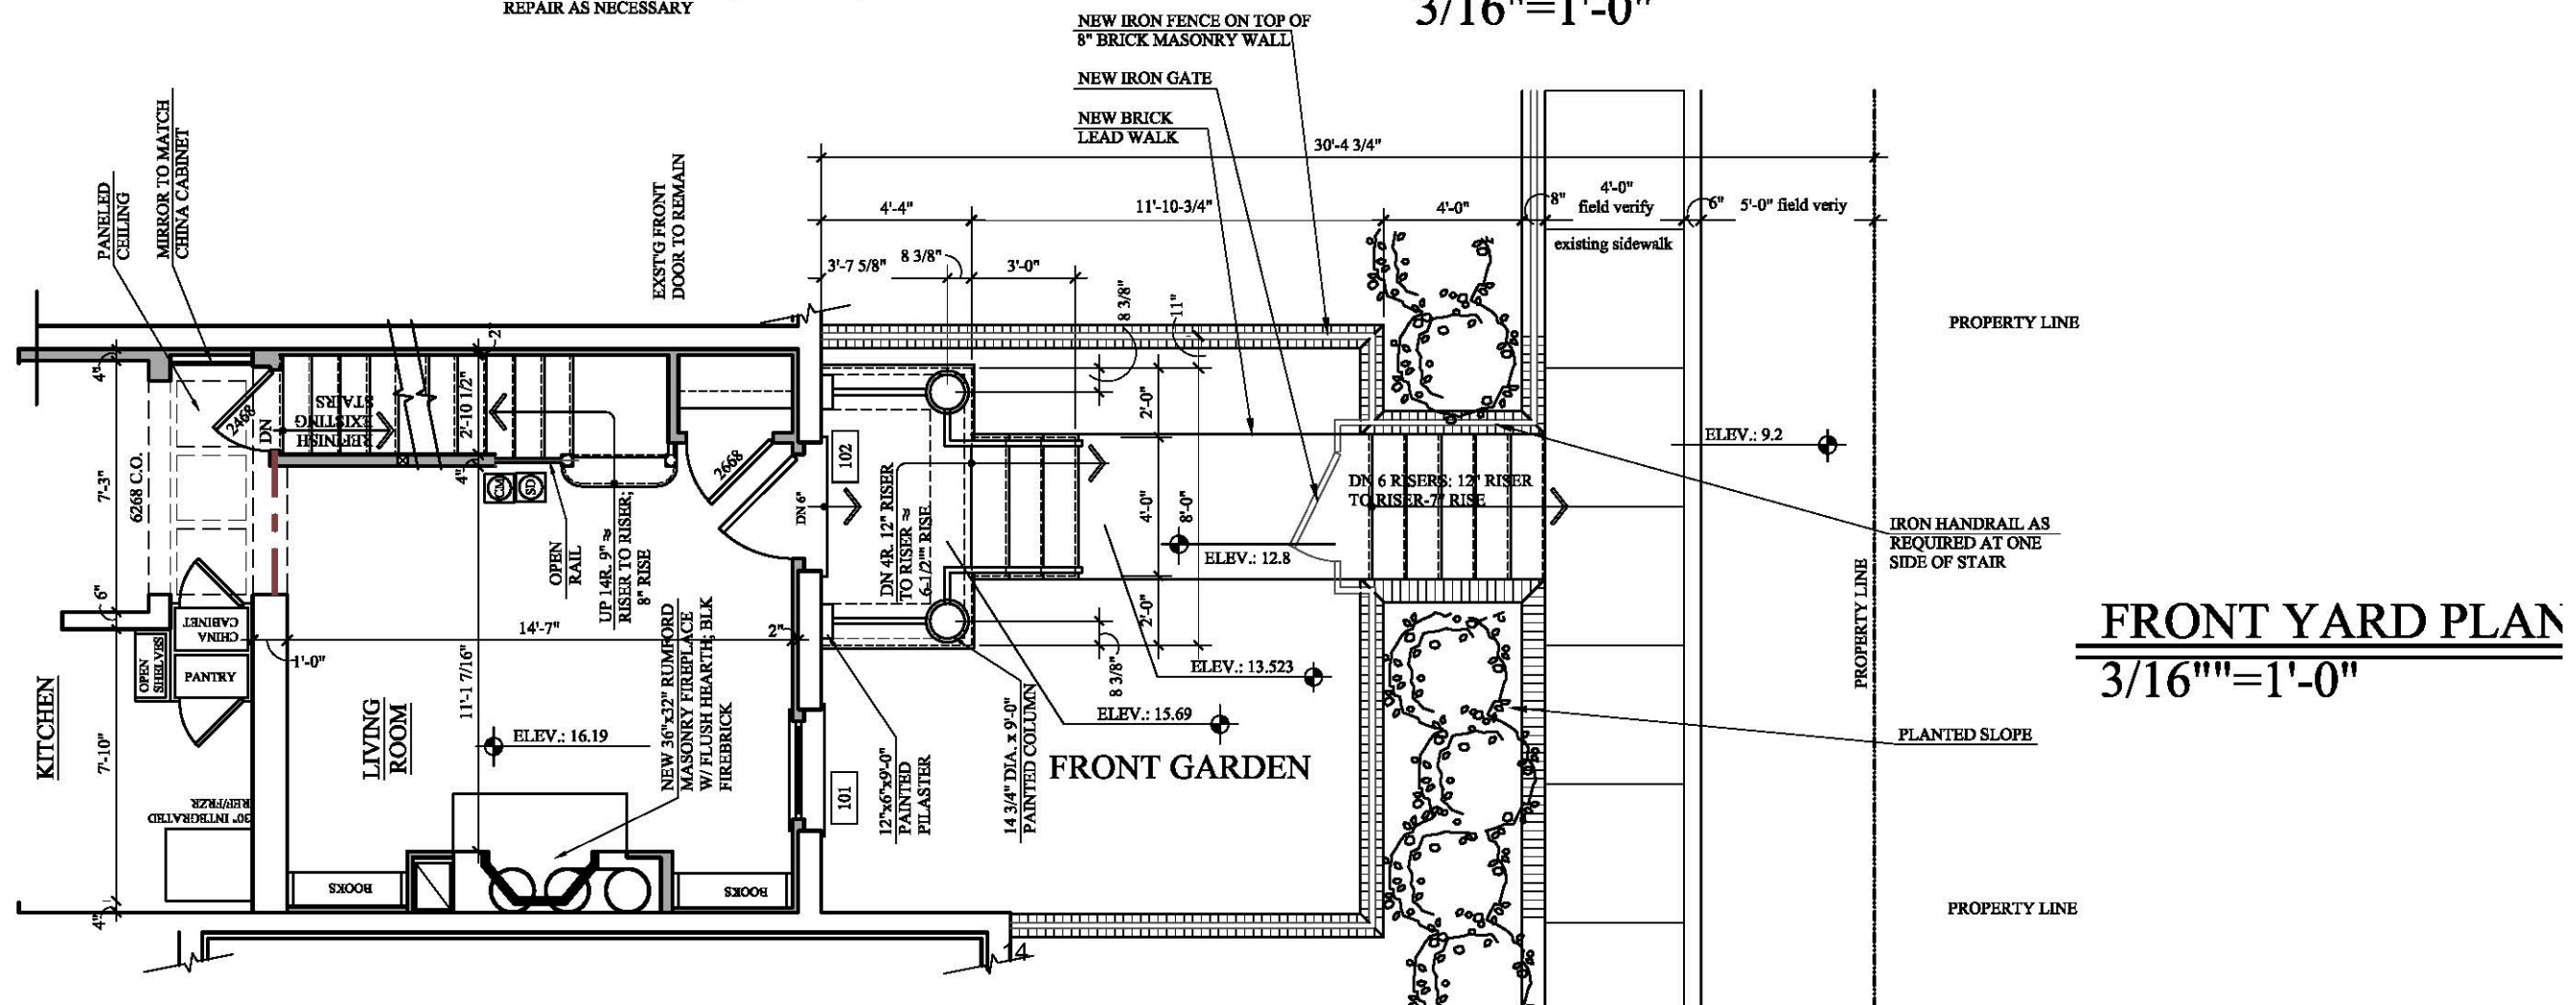 REPAIR AS NECESSARY
3/16"=1'-0"
NEW IRON FENCE ON TOP OF
8" BRICK MASONRY WALL
NEW IRON GATE
NEW BRICK
LEAD WALK
30'-4 3/4"
MIRROR TO MATCH
CHINA CABINET
PANELED
CEILING
EXST'G FRONT
DOOR TO REMAIN
4'-4"
11'-10-3/4"
4'-0"
8"
4'-0"
field verify
6"
5'-0" field veriy
existing sidewalk
3'-7 5/8"
8 3/8"
3'-0"
8 3/8"
11"
PROPERTY LINE
2"
4"
2468
DN
REFINISH
EXISTING
STAIRS
2'-10 1/2"
4"
7'-3"
6268 C.O.
CM
SD
2668
102
DN 6"
DN 4R. 12" RISER
TO RISER @
6-1/2"" RISE
2'-0"
4'-0"
8'-0"
2'-0"
8 3/8"
DN 6 RISERS: 12" RISER
TO RISER-7" RISE
ELEV.: 9.2
ELEV.: 12.8
IRON HANDRAIL AS
REQUIRED AT ONE
SIDE OF STAIR
OPEN
RAIL
UP 14R. 9" @
RISER TO RISER;
8" RISE
6"
CHINA
CABINET
OPEN
SHELVES
PANTRY
1'-0"
14'-7"
2"
11'-1 7/16"
KITCHEN
7'-10"
LIVING
ROOM
ELEV.: 16.19
NEW 36"x32" RUMFORD
MASONRY FIREPLACE
W/ FLUSH HEARTH; BLK
FIREBRICK
30" INTEGRATED
REF/FRZR
BOOKS
BOOKS
4"
101
12"x6"x9'-0"
PAINTED
PILASTER
14 3/4" DIA. x 9'-0"
PAINTED COLUMN
ELEV.: 13.523
ELEV.: 15.69
FRONT GARDEN
PROPERTY LINE
FRONT YARD PLAN
3/16""=1'-0"
PLANTED SLOPE
PROPERTY LINE
14